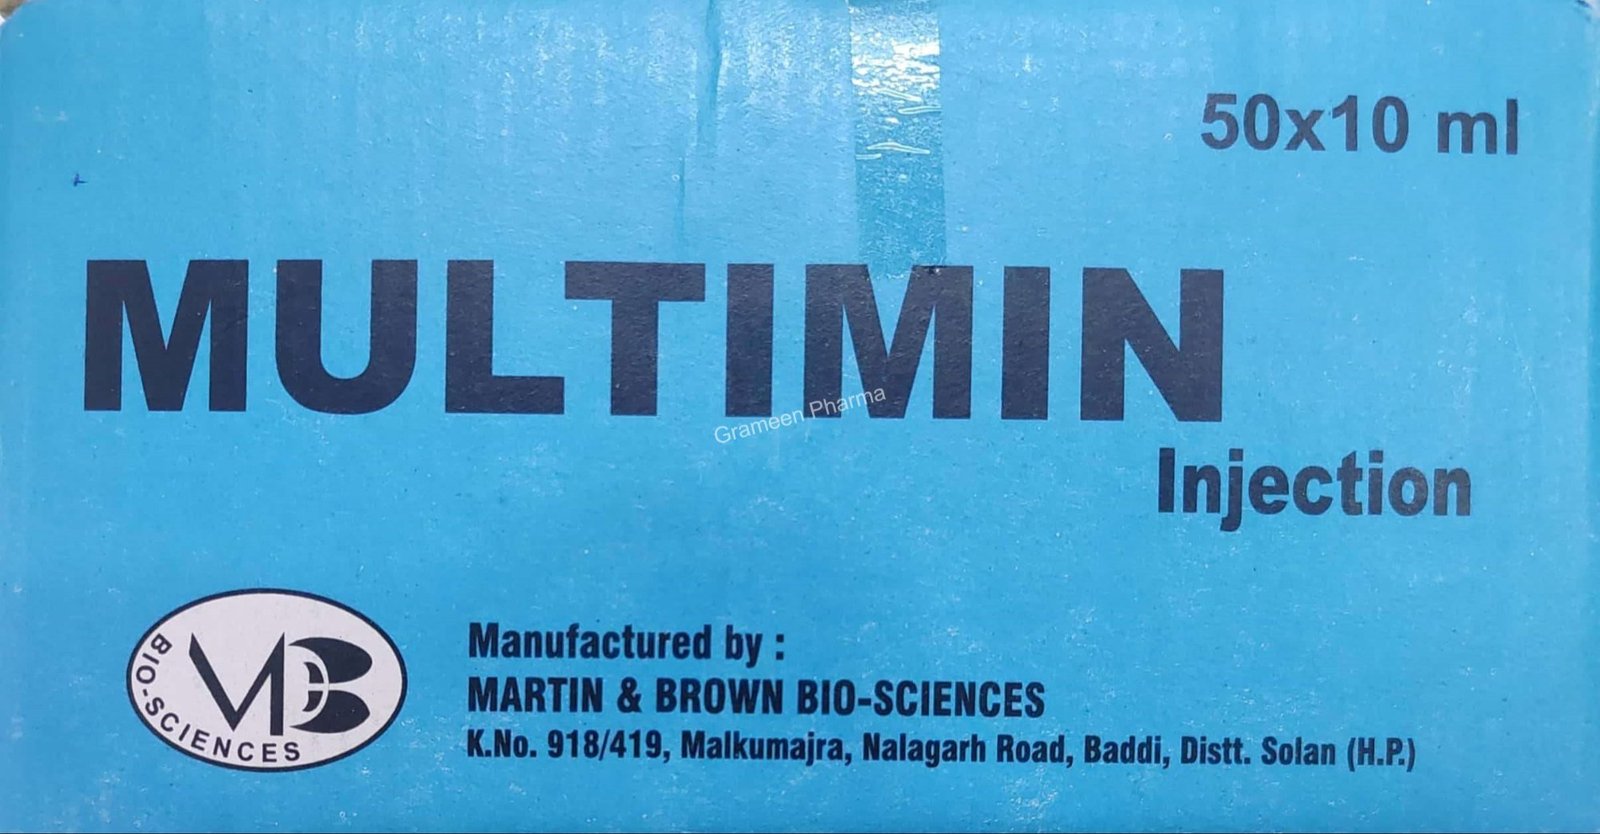 50x10 ml
MULTIMIN
Grameen Pharma
Injection
MB
BIO-SCIENCES
Manufactured by :
MARTIN & BROWN BIO-SCIENCES
K.No. 918/419, Malkumajra, Nalagarh Road, Baddi, Distt. Solan (H.P.)